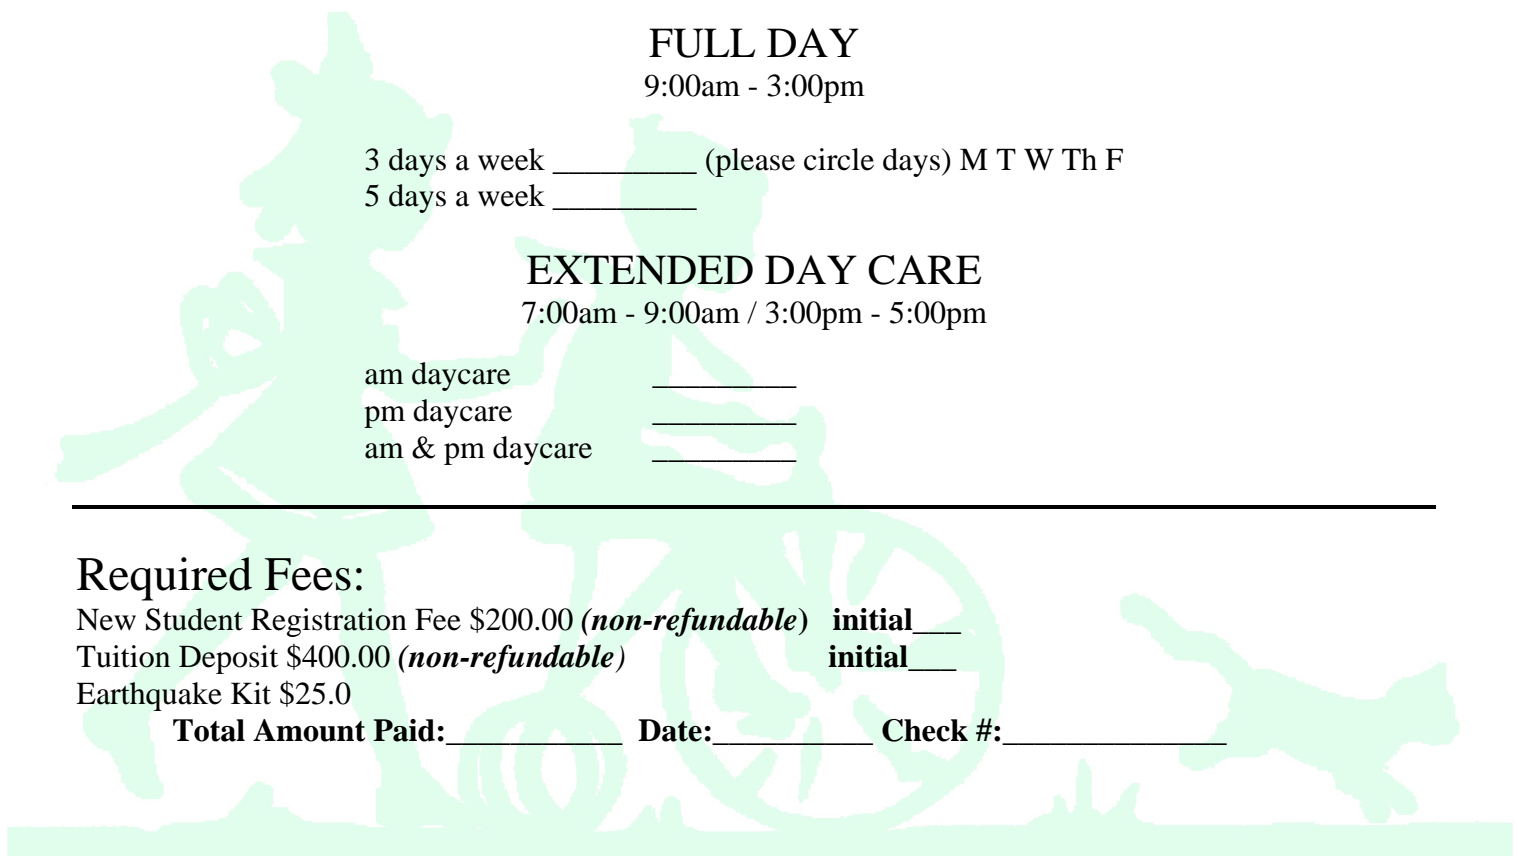 FULL DAY
9:00am - 3:00pm
3 days a week _________ (please circle days) M T W Th F
5 days a week _________
EXTENDED DAY CARE
7:00am - 9:00am / 3:00pm - 5:00pm
am daycare _________
pm daycare _________
am & pm daycare _________
Required Fees:
New Student Registration Fee $200.00 (non-refundable) initial___
Tuition Deposit $400.00 (non-refundable) initial___
Earthquake Kit $25.0
Total Amount Paid:___________ Date:__________ Check #:______________